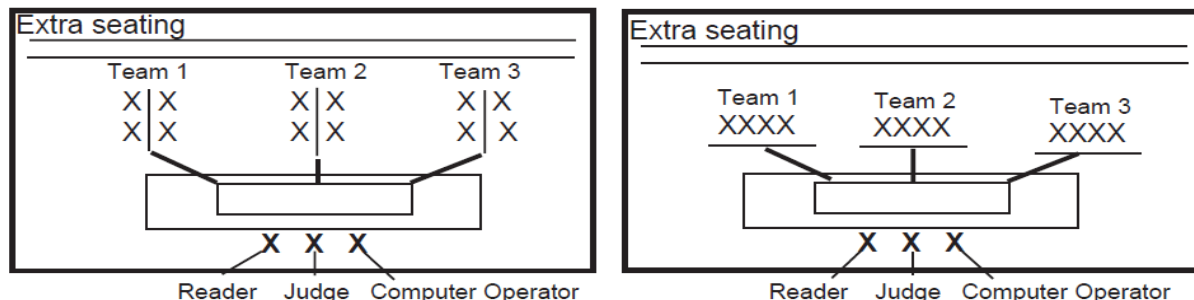 Extra seating
Team 1 Team 2 Team 3
X X X X X X
X X X X X X
X X X
Reader Judge Computer Operator
Extra seating
Team 1 Team 2 Team 3
XXXX XXXX XXXX
X X X
Reader Judge Computer Operator